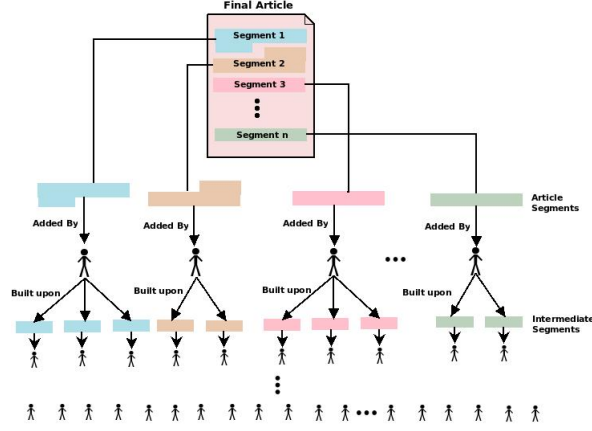 Final Article
Segment 1
Segment 2
Segment 3
Segment n
Article
Segments
Added By
Added By
Added By
Added By
Built upon
Built upon
Built upon
Built upon
Intermediate
Segments